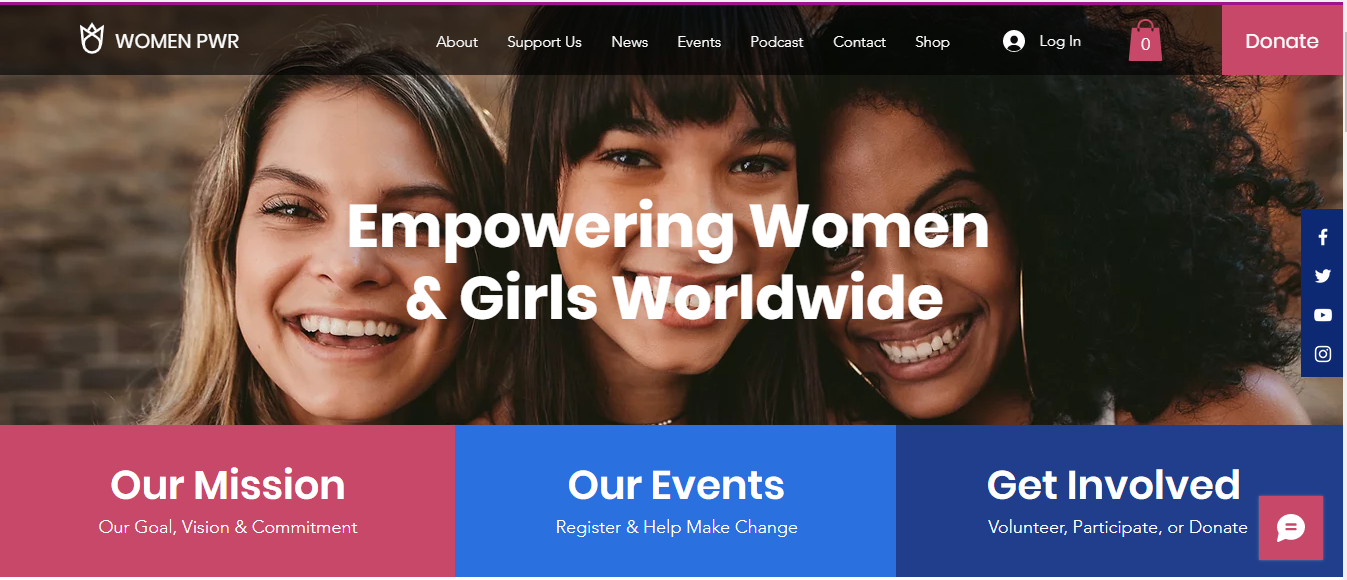 WOMEN PWR
About Support Us News Events Podcast Contact Shop Log In 0 Donate
Empowering Women
& Girls Worldwide
Our Mission
Our Goal, Vision & Commitment
Our Events
Register & Help Make Change
Get Involved
Volunteer, Participate, or Donate